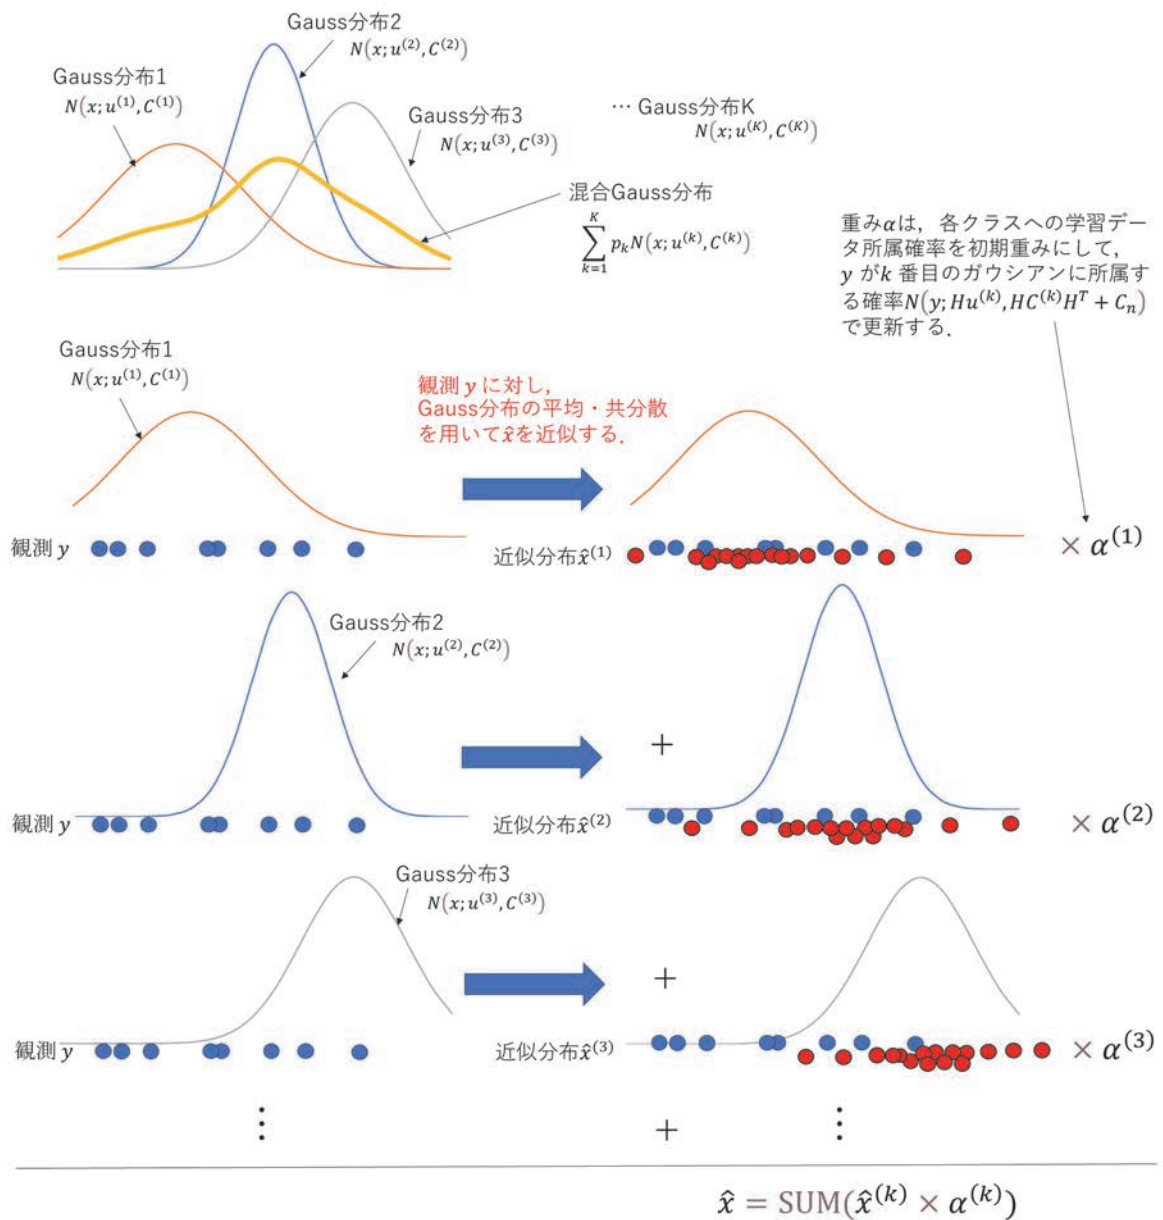 Gauss分布2
N(x;u⁽²⁾,C⁽²⁾)
Gauss分布1
N(x;u⁽¹⁾,C⁽¹⁾)
Gauss分布3
N(x;u⁽³⁾,C⁽³⁾)
… Gauss分布K
N(x;u⁽ᴷ⁾,C⁽ᴷ⁾)
混合Gauss分布
∑_{k=1}^{K} p_k N(x;u⁽ᵏ⁾,C⁽ᵏ⁾)
重みαは，各クラスへの学習デー
タ所属確率を初期重みにして，
y がk 番目のガウシアンに所属す
る確率N(y;Hu⁽ᵏ⁾,HC⁽ᵏ⁾Hᵀ + Cₙ)
で更新する．
Gauss分布1
N(x;u⁽¹⁾,C⁽¹⁾)
観測 y に対し，
Gauss分布の平均・共分散
を用いてx̂を近似する．
観測 y
近似分布x̂⁽¹⁾
× α⁽¹⁾
Gauss分布2
N(x;u⁽²⁾,C⁽²⁾)
+
観測 y
近似分布x̂⁽²⁾
× α⁽²⁾
Gauss分布3
N(x;u⁽³⁾,C⁽³⁾)
+
観測 y
近似分布x̂⁽³⁾
× α⁽³⁾
⋮
+
⋮
x̂ = SUM(x̂⁽ᵏ⁾ × α⁽ᵏ⁾)